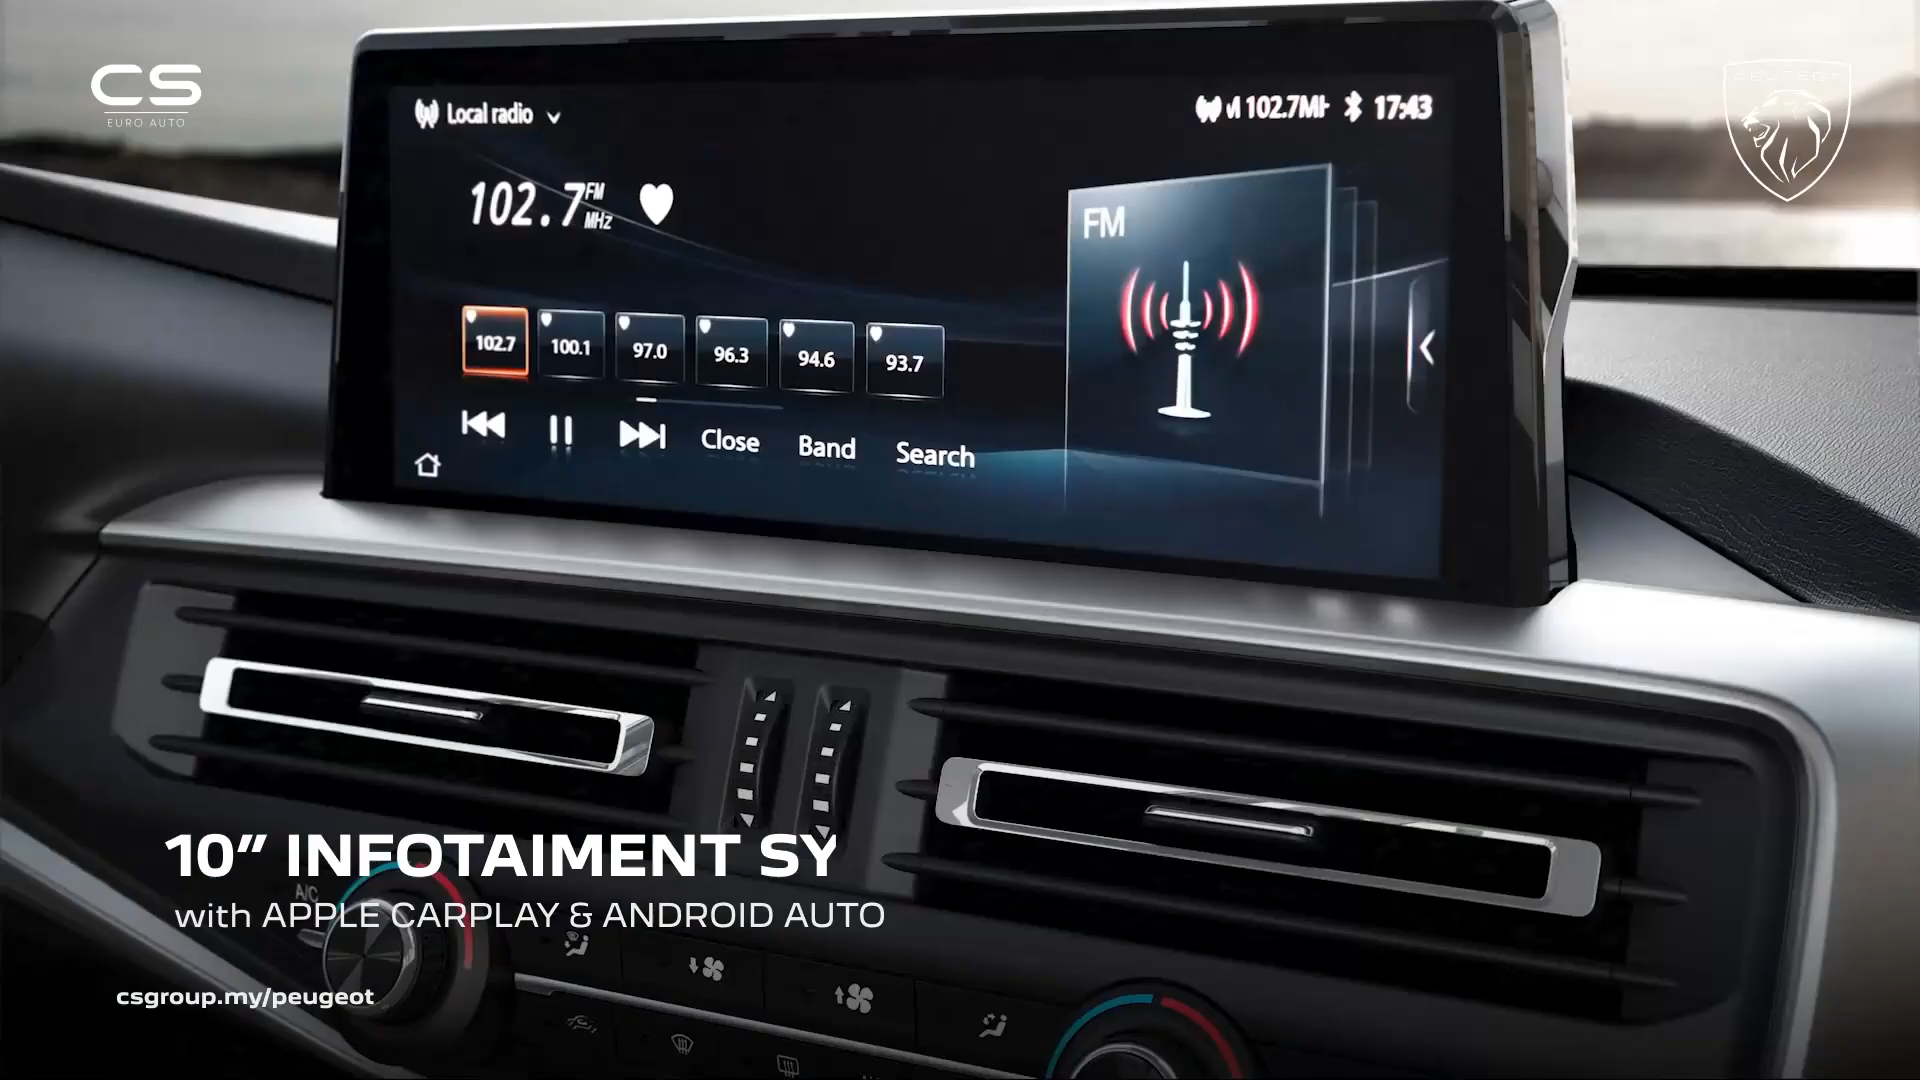 CS
EURO AUTO
PEUGEOT
Local radio
102.7MH
17:43
102.7 FM MHz
FM
102.7
100.1
97.0
96.3
94.6
93.7
Close
Band
Search
10” INFOTAIMENT SY
with APPLE CARPLAY & ANDROID AUTO
A/C
csgroup.my/peugeot